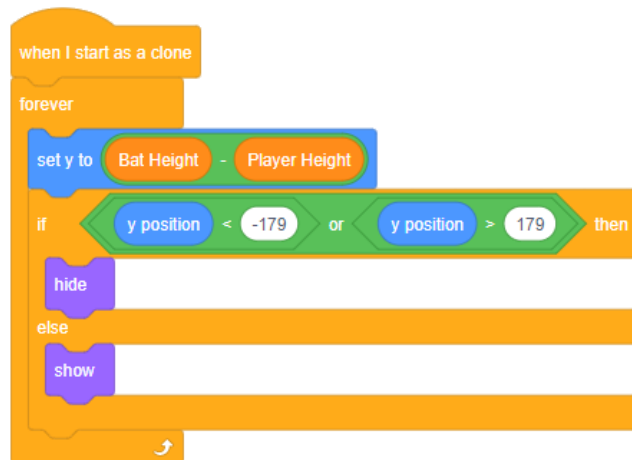 when I start as a clone
forever
set y to Bat Height - Player Height
if y position < -179 or y position > 179 then
hide
else
show